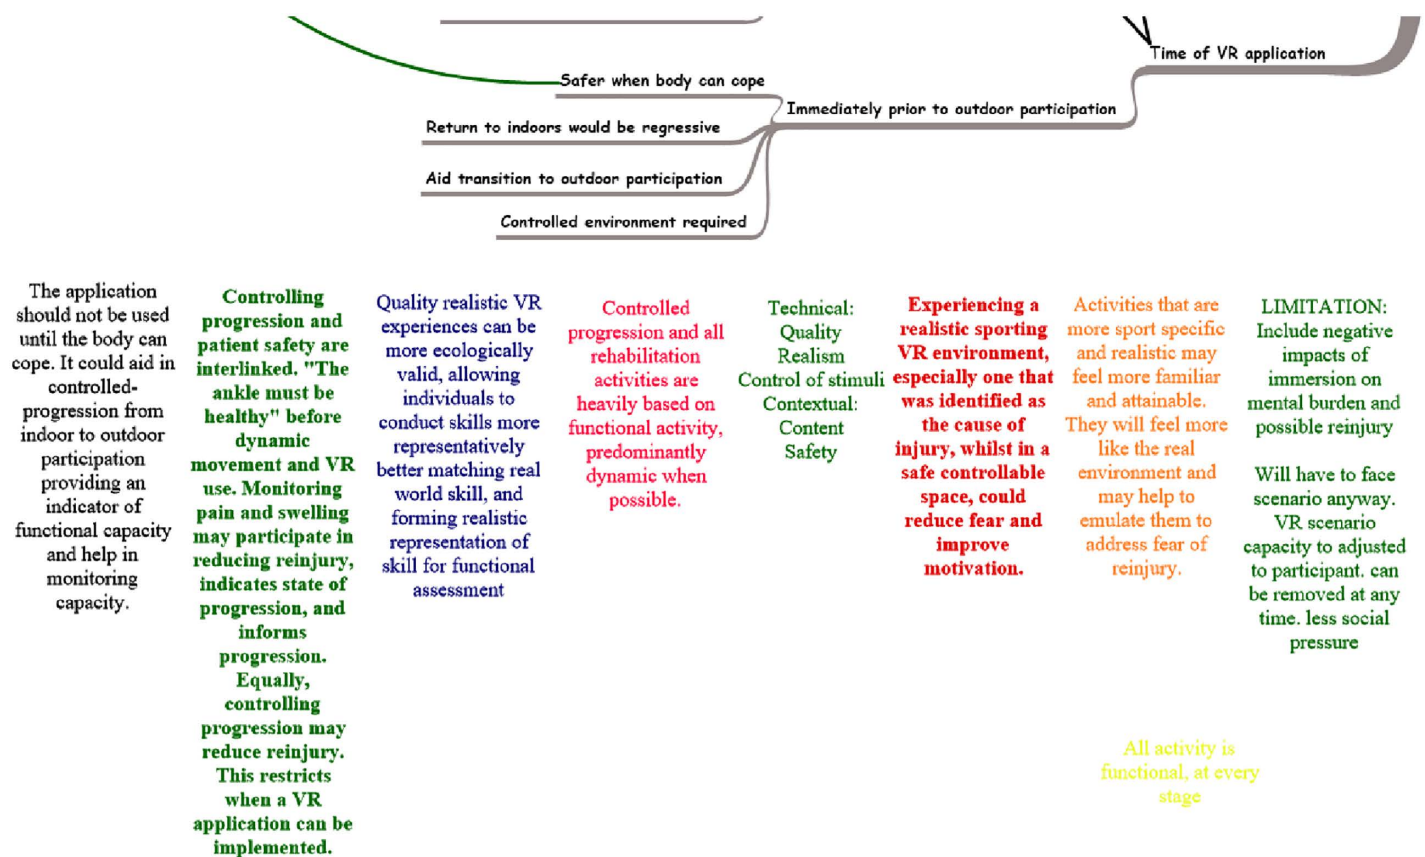 Time of VR application
Safer when body can cope
Immediately prior to outdoor participation
Return to indoors would be regressive
Aid transition to outdoor participation
Controlled environment required
The application
should not be used
until the body can
cope. It could aid in
controlled-
progression from
indoor to outdoor
participation
providing an
indicator of
functional capacity
and help in
monitoring
capacity.
Controlling
progression and
patient safety are
interlinked. "The
ankle must be
healthy" before
dynamic
movement and VR
use. Monitoring
pain and swelling
may participate in
reducing reinjury,
indicates state of
progression, and
informs
progression.
Equally,
controlling
progression may
reduce reinjury.
This restricts
when a VR
application can be
implemented.
Quality realistic VR
experiences can be
more ecologically
valid, allowing
individuals to
conduct skills more
representatively
better matching real
world skill, and
forming realistic
representation of
skill for functional
assessment
Controlled
progression and all
rehabilitation
activities are
heavily based on
functional activity,
predominantly
dynamic when
possible.
Technical:
Quality
Realism
Control of stimuli
Contextual:
Content
Safety
Experiencing a
realistic sporting
VR environment,
especially one that
was identified as
the cause of
injury, whilst in a
safe controllable
space, could
reduce fear and
improve
motivation.
Activities that are
more sport specific
and realistic may
feel more familiar
and attainable.
They will feel more
like the real
environment and
may help to
emulate them to
address fear of
reinjury.
LIMITATION:
Include negative
impacts of
immersion on
mental burden and
possible reinjury
Will have to face
scenario anyway.
VR scenario
capacity to adjusted
to participant. can
be removed at any
time. less social
pressure
All activity is
functional, at every
stage